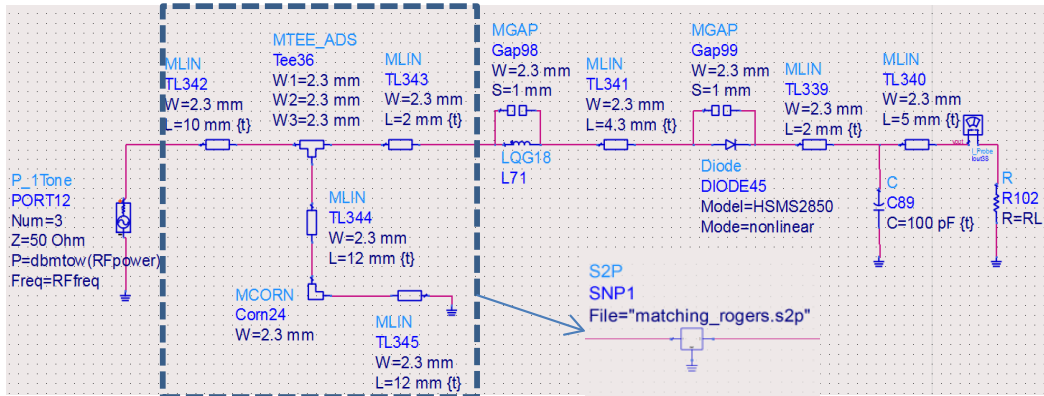 MLIN
TL342
W=2.3 mm
L=10 mm {t}
MTEE_ADS
Tee36
W1=2.3 mm
W2=2.3 mm
W3=2.3 mm
MLIN
TL343
W=2.3 mm
L=2 mm {t}
MGAP
Gap98
W=2.3 mm
S=1 mm
MLIN
TL341
W=2.3 mm
L=4.3 mm {t}
MGAP
Gap99
W=2.3 mm
S=1 mm
MLIN
TL339
W=2.3 mm
L=2 mm {t}
MLIN
TL340
W=2.3 mm
L=5 mm {t}
P_1Tone
PORT12
Num=3
Z=50 Ohm
P=dbmtow(RFpower)
Freq=RFfreq
MLIN
TL344
W=2.3 mm
L=12 mm {t}
MCORN
Corn24
W=2.3 mm
MLIN
TL345
W=2.3 mm
L=12 mm {t}
LQG18
L71
Diode
DIODE45
Model=HSMS2850
Mode=nonlinear
C
C89
C=100 pF {t}
vout
I_Probe
Iout38
R
R102
R=RL
S2P
SNP1
File="matching_rogers.s2p"